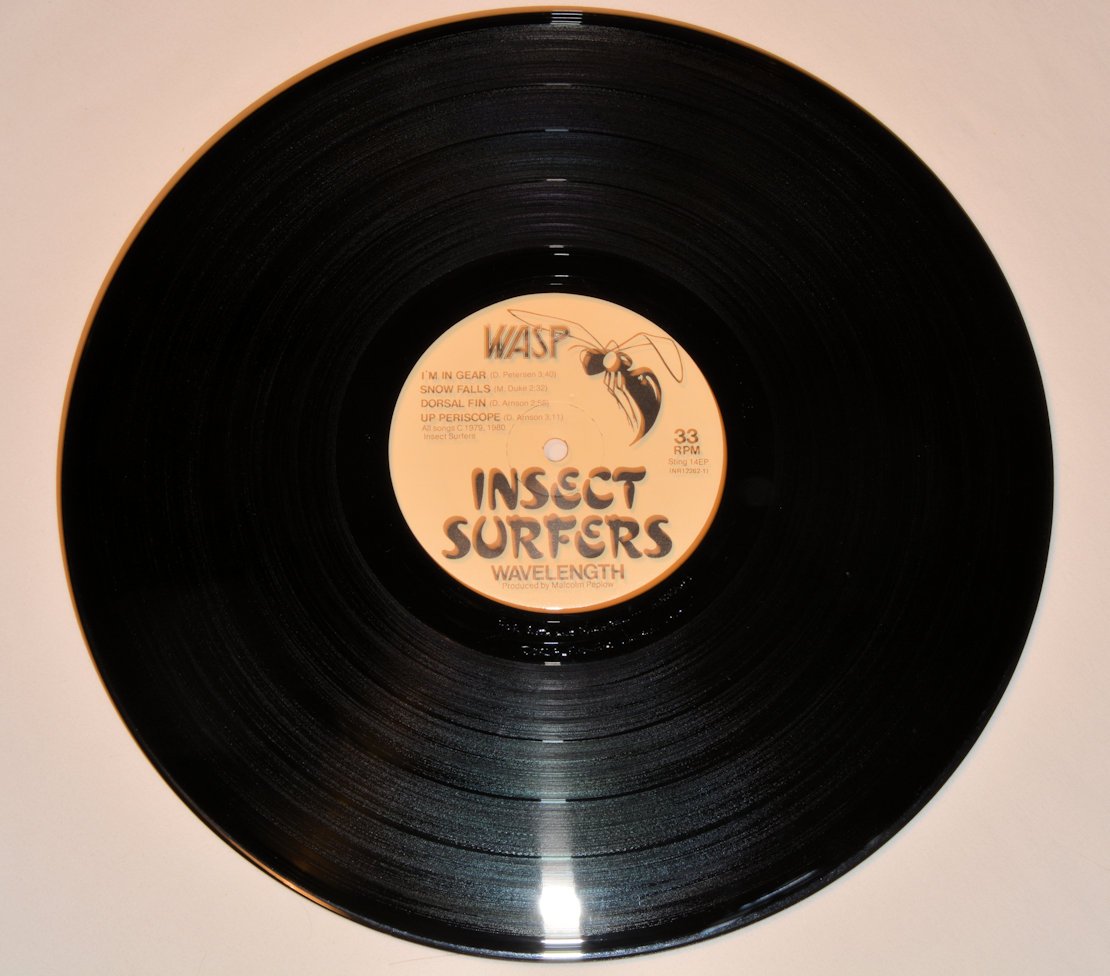 WASP
I'M IN GEAR (D. Petersen 3:40)
SNOW FALLS (M. Duke 2:32)
DORSAL FIN (D. Arnson 2:58)
UP PERISCOPE (D. Arnson 3:11)
All songs C 1979, 1980
Insect Surfers
33
RPM
Sting 14EP
(NR12262-1)
INSECT
SURFERS
WAVELENGTH
Produced by Malcolm Peplow